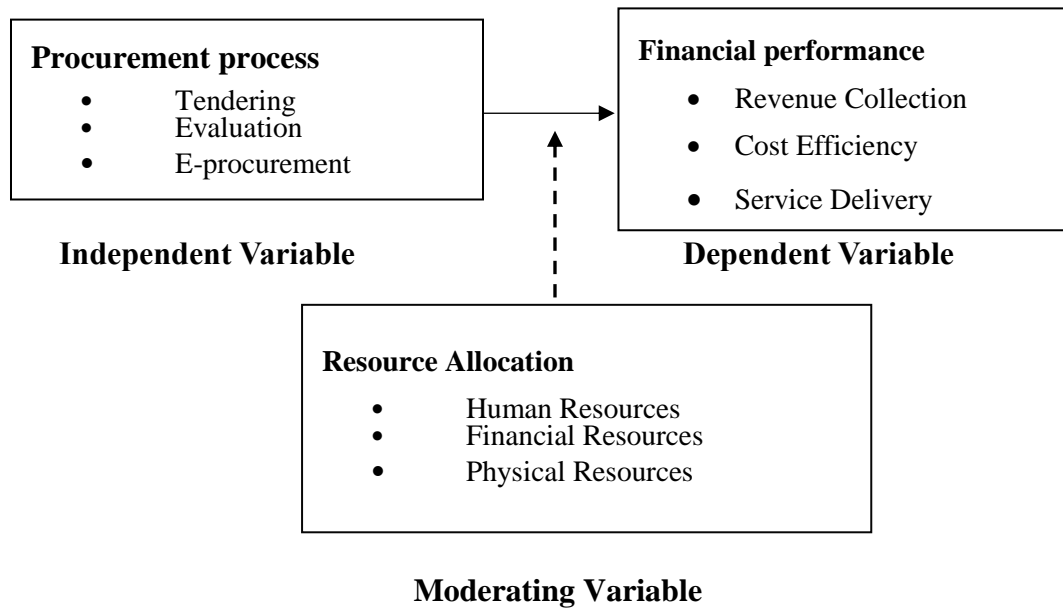 Procurement process
• Tendering
• Evaluation
• E-procurement
Independent Variable
Financial performance
• Revenue Collection
• Cost Efficiency
• Service Delivery
Dependent Variable
Resource Allocation
• Human Resources
• Financial Resources
• Physical Resources
Moderating Variable